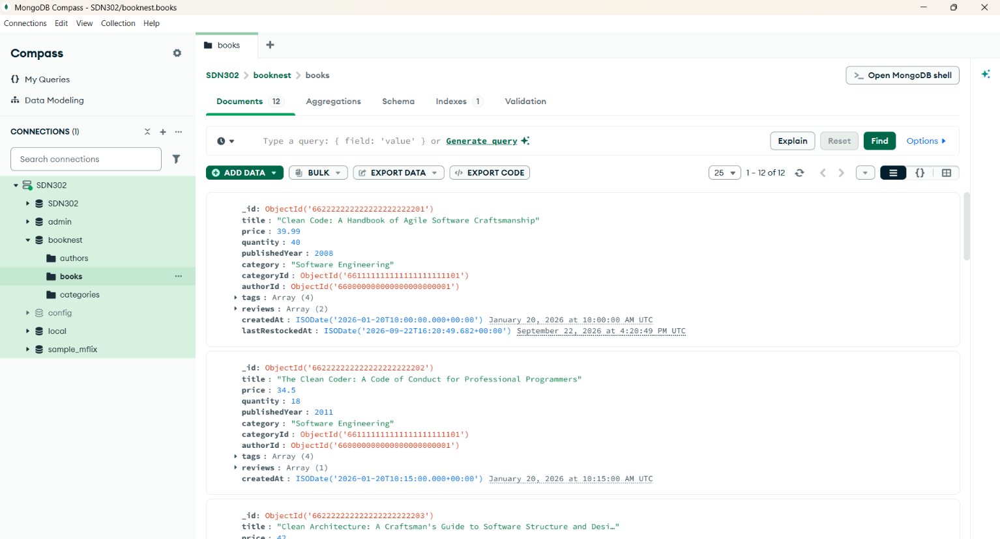 MongoDB Compass - SDN302/booknest.books
Connections Edit View Collection Help
Compass
My Queries
Data Modeling
CONNECTIONS (1)
Search connections
SDN302
SDN302
admin
booknest
authors
books
categories
config
local
sample_mflix
books
SDN302 > booknest > books
>_ Open MongoDB shell
Documents 12 Aggregations Schema Indexes 1 Validation
Type a query: { field: 'value' } or Generate query
Explain Reset Find Options
ADD DATA BULK EXPORT DATA </> EXPORT CODE
25 1 – 12 of 12 {}
_id: ObjectId('662222222222222222222201')
title : "Clean Code: A Handbook of Agile Software Craftsmanship"
price : 39.99
quantity : 40
publishedYear : 2008
category : "Software Engineering"
categoryId : ObjectId('661111111111111111111101')
authorId : ObjectId('660000000000000000000001')
tags : Array (4)
reviews : Array (2)
createdAt : ISODate('2026-01-20T10:00:00.000+00:00') January 20, 2026 at 10:00:00 AM UTC
lastRestockedAt : ISODate('2026-09-22T16:20:49.682+00:00') September 22, 2026 at 4:20:49 PM UTC
_id: ObjectId('662222222222222222222202')
title : "The Clean Coder: A Code of Conduct for Professional Programmers"
price : 34.5
quantity : 18
publishedYear : 2011
category : "Software Engineering"
categoryId : ObjectId('661111111111111111111101')
authorId : ObjectId('660000000000000000000001')
tags : Array (4)
reviews : Array (1)
createdAt : ISODate('2026-01-20T10:15:00.000+00:00') January 20, 2026 at 10:15:00 AM UTC
_id: ObjectId('662222222222222222222203')
title : "Clean Architecture: A Craftsman's Guide to Software Structure and Desi…"
price : 42